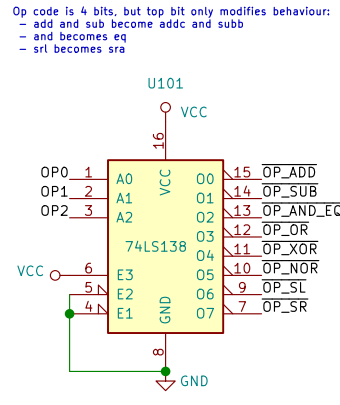 Op code is 4 bits, but top bit only modifies behaviour:
– add and sub become addc and subb
– and becomes eq
– srl becomes sra
U101
VCC
16
OP0 1 A0 VCC O0 15 OP_ADD
OP1 2 A1 O1 14 OP_SUB
OP2 3 A2 O2 13 OP_AND_EQ
O3 12 OP_OR
74LS138
O4 11 OP_XOR
VCC 6 E3 O5 10 OP_NOR
5 E2 O6 9 OP_SL
4 E1 GND O7 7 OP_SR
8
GND